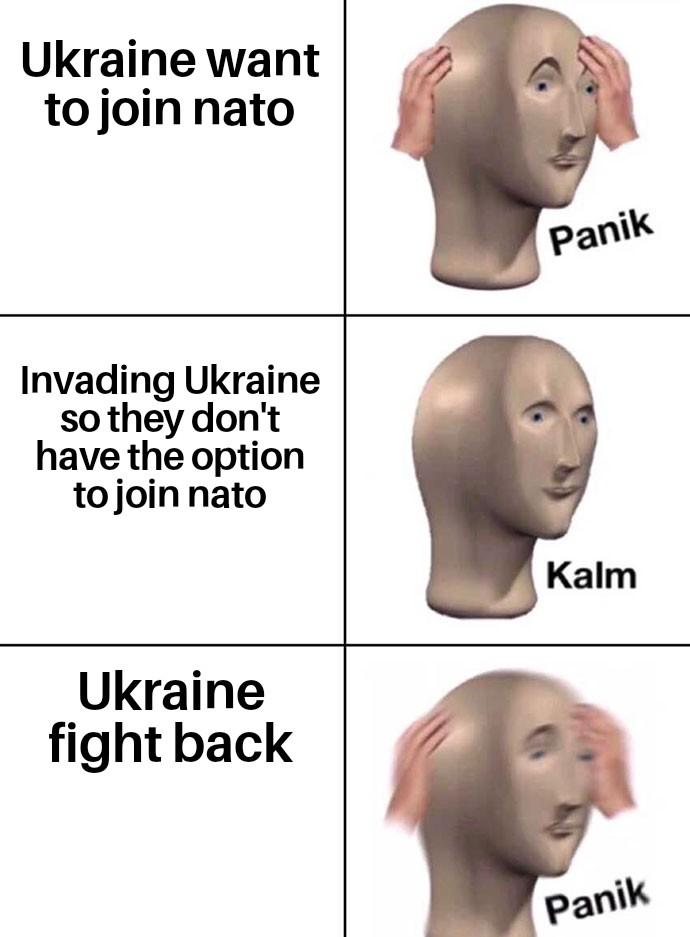 Ukraine want
to join nato
Panik
Invading Ukraine
so they don't
have the option
to join nato
Kalm
Ukraine
fight back
Panik